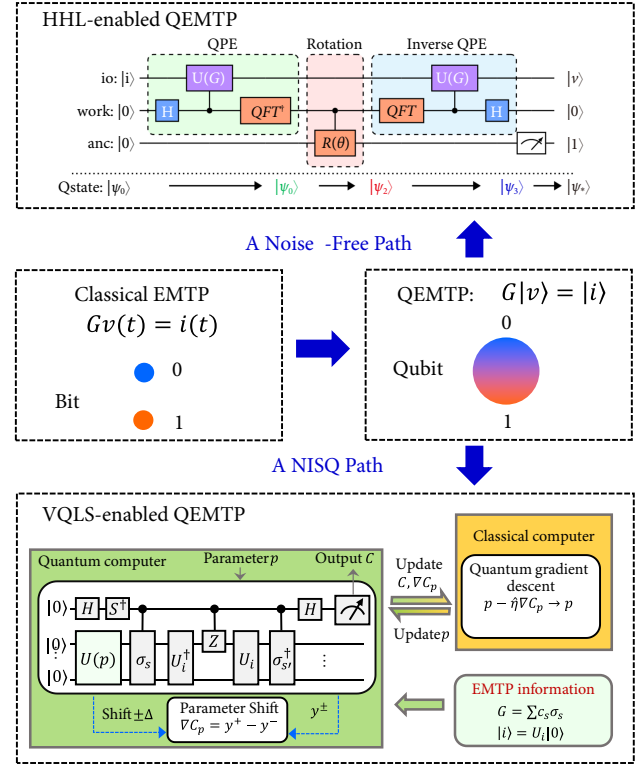 HHL-enabled QEMTP
QPE Rotation Inverse QPE
io: |i⟩ U(G) U(G) |v⟩
work: |0⟩ H QFT† QFT H |0⟩
anc: |0⟩ R(θ) |1⟩
Qstate: |ψ₀⟩ |ψ₀⟩ |ψ₂⟩ |ψ₃⟩ |ψ*⟩
A Noise -Free Path
Classical EMTP
Gv(t) = i(t)
0
Bit
1
QEMTP: G|v⟩ = |i⟩
0
Qubit
1
A NISQ Path
VQLS-enabled QEMTP
Quantum computer
Parameter p
Output C
|0⟩ H S† H
|0⟩ Z
⋮ U(p) σₛ Uᵢ† Uᵢ σₛ′† ⋮
|0⟩
Shift ±Δ
Parameter Shift
∇Cₚ = y⁺ − y⁻
y±
Update
C, ∇Cₚ
Update p
Classical computer
Quantum gradient
descent
p − η̂∇Cₚ → p
EMTP information
G = ∑cₛσₛ
|i⟩ = Uᵢ|0⟩